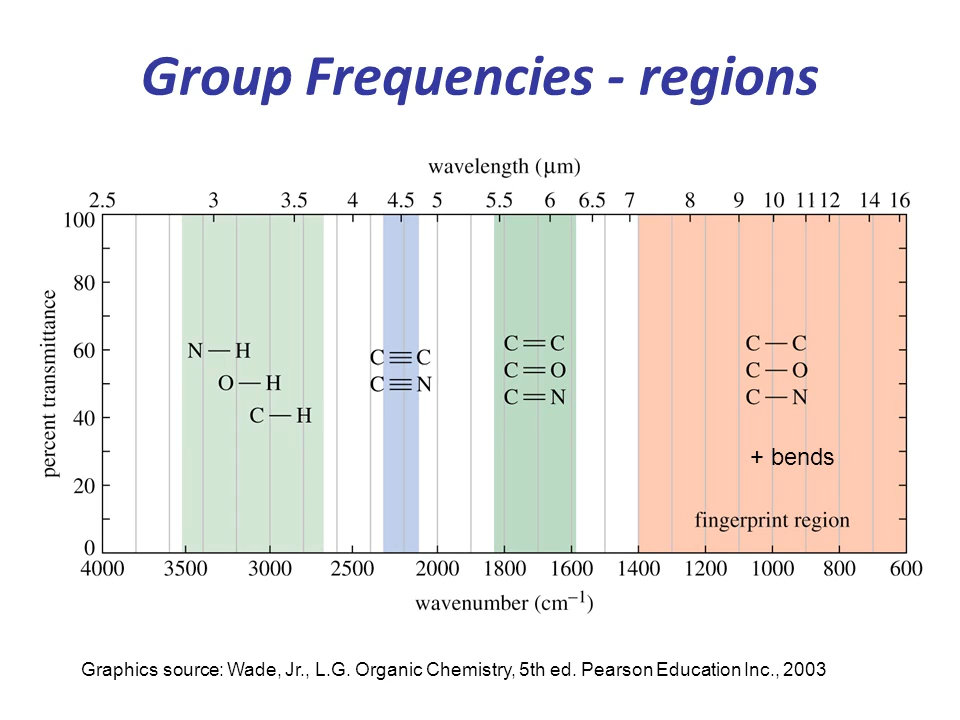 Group Frequencies - regions
wavelength (μm)
2.5 3 3.5 4 4.5 5 5.5 6 6.5 7 8 9 10 11 12 14 16
percent transmittance
100
80
60
40
20
0
N — H
O — H
C — H
C ≡ C
C ≡ N
C = C
C = O
C = N
C — C
C — O
C — N
+ bends
fingerprint region
4000 3500 3000 2500 2000 1800 1600 1400 1200 1000 800 600
wavenumber (cm⁻¹)
Graphics source: Wade, Jr., L.G. Organic Chemistry, 5th ed. Pearson Education Inc., 2003